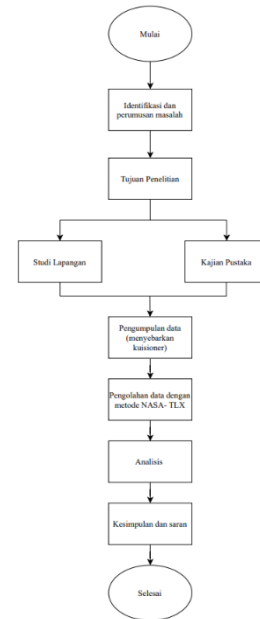 Mulai
Identifikasi dan
perumusan masalah
Tujuan Penelitian
Studi Lapangan
Kajian Pustaka
Pengumpulan data
(menyebarkan
kuisioner)
Pengolahan data dengan
metode NASA- TLX
Analisis
Kesimpulan dan saran
Selesai